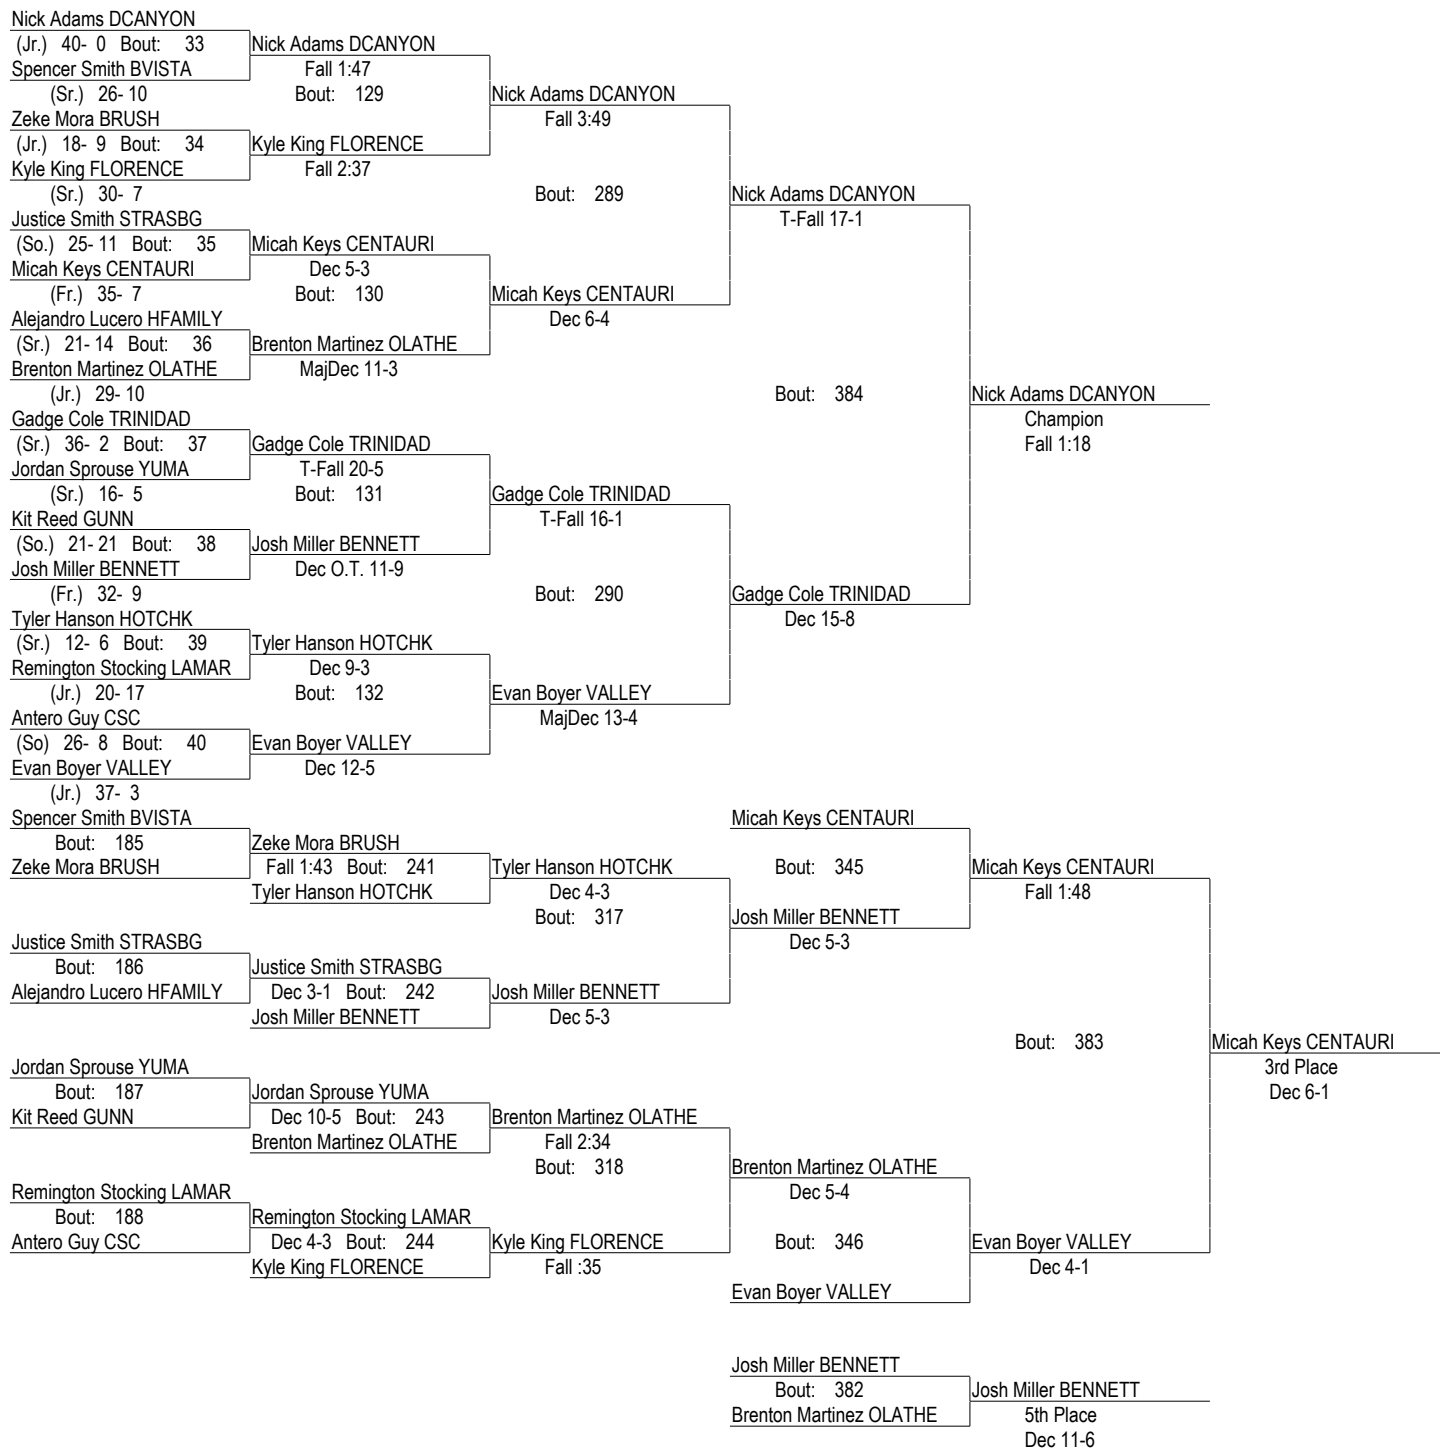 Nick Adams DCANYON
(Jr.) 40- 0 Bout: 33 Nick Adams DCANYON
Spencer Smith BVISTA Fall 1:47
(Sr.) 26- 10 Bout: 129 Nick Adams DCANYON
Zeke Mora BRUSH Fall 3:49
(Jr.) 18- 9 Bout: 34 Kyle King FLORENCE
Kyle King FLORENCE Fall 2:37
(Sr.) 30- 7 Bout: 289 Nick Adams DCANYON
Justice Smith STRASBG T-Fall 17-1
(So.) 25- 11 Bout: 35 Micah Keys CENTAURI
Micah Keys CENTAURI Dec 5-3
(Fr.) 35- 7 Bout: 130 Micah Keys CENTAURI
Alejandro Lucero HFAMILY Dec 6-4
(Sr.) 21- 14 Bout: 36 Brenton Martinez OLATHE
Brenton Martinez OLATHE MajDec 11-3
(Jr.) 29- 10 Bout: 384 Nick Adams DCANYON
Gadge Cole TRINIDAD Champion
(Sr.) 36- 2 Bout: 37 Gadge Cole TRINIDAD Fall 1:18
Jordan Sprouse YUMA T-Fall 20-5
(Sr.) 16- 5 Bout: 131 Gadge Cole TRINIDAD
Kit Reed GUNN T-Fall 16-1
(So.) 21- 21 Bout: 38 Josh Miller BENNETT
Josh Miller BENNETT Dec O.T. 11-9
(Fr.) 32- 9 Bout: 290 Gadge Cole TRINIDAD
Tyler Hanson HOTCHK Dec 15-8
(Sr.) 12- 6 Bout: 39 Tyler Hanson HOTCHK
Remington Stocking LAMAR Dec 9-3
(Jr.) 20- 17 Bout: 132 Evan Boyer VALLEY
Antero Guy CSC MajDec 13-4
(So) 26- 8 Bout: 40 Evan Boyer VALLEY
Evan Boyer VALLEY Dec 12-5
(Jr.) 37- 3
Spencer Smith BVISTA Micah Keys CENTAURI
Bout: 185 Zeke Mora BRUSH
Zeke Mora BRUSH Fall 1:43 Bout: 241 Tyler Hanson HOTCHK Bout: 345 Micah Keys CENTAURI
Tyler Hanson HOTCHK Dec 4-3 Fall 1:48
Bout: 317 Josh Miller BENNETT
Justice Smith STRASBG Dec 5-3
Bout: 186 Justice Smith STRASBG
Alejandro Lucero HFAMILY Dec 3-1 Bout: 242 Josh Miller BENNETT
Josh Miller BENNETT Dec 5-3
Bout: 383 Micah Keys CENTAURI
Jordan Sprouse YUMA 3rd Place
Bout: 187 Jordan Sprouse YUMA Dec 6-1
Kit Reed GUNN Dec 10-5 Bout: 243 Brenton Martinez OLATHE
Brenton Martinez OLATHE Fall 2:34
Bout: 318 Brenton Martinez OLATHE
Remington Stocking LAMAR Dec 5-4
Bout: 188 Remington Stocking LAMAR
Antero Guy CSC Dec 4-3 Bout: 244 Kyle King FLORENCE Bout: 346 Evan Boyer VALLEY
Kyle King FLORENCE Fall :35 Dec 4-1
Evan Boyer VALLEY
Josh Miller BENNETT
Bout: 382 Josh Miller BENNETT
Brenton Martinez OLATHE 5th Place
Dec 11-6